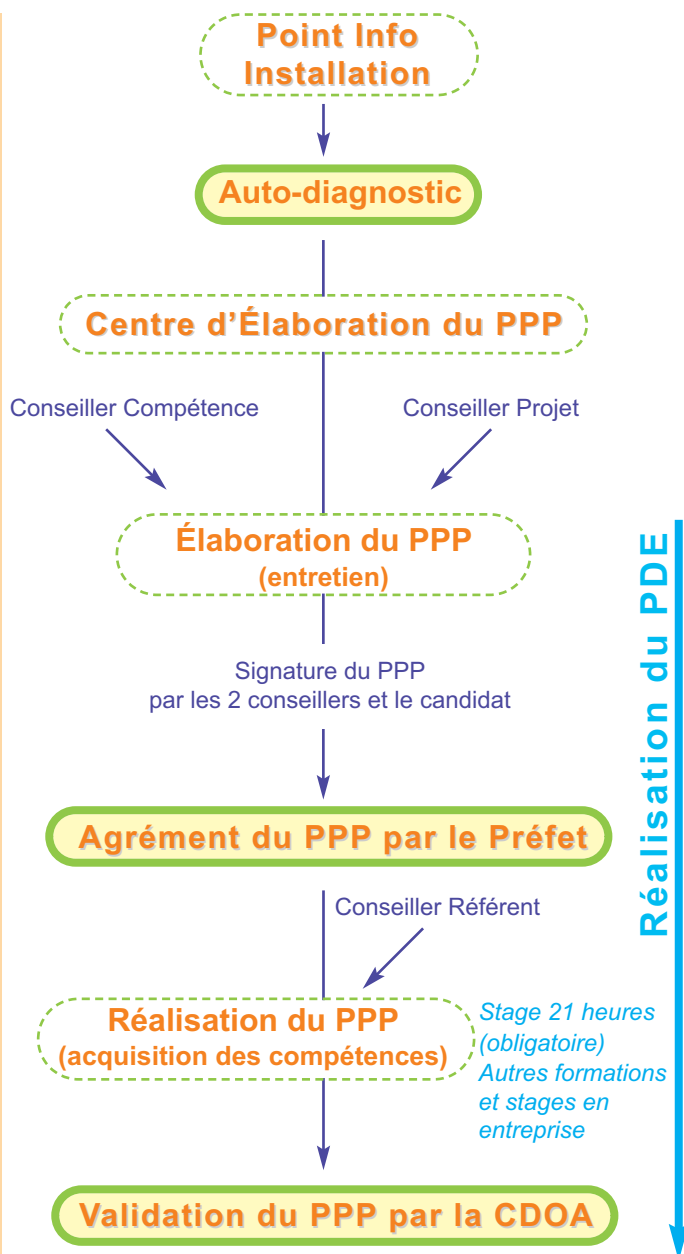 Point Info
Installation
Auto-diagnostic
Centre d’Élaboration du PPP
Conseiller Compétence
Conseiller Projet
Élaboration du PPP
(entretien)
Signature du PPP
par les 2 conseillers et le candidat
Agrément du PPP par le Préfet
Conseiller Référent
Réalisation du PPP
(acquisition des compétences)
Stage 21 heures
(obligatoire)
Autres formations
et stages en
entreprise
Validation du PPP par la CDOA
Réalisation du PDE